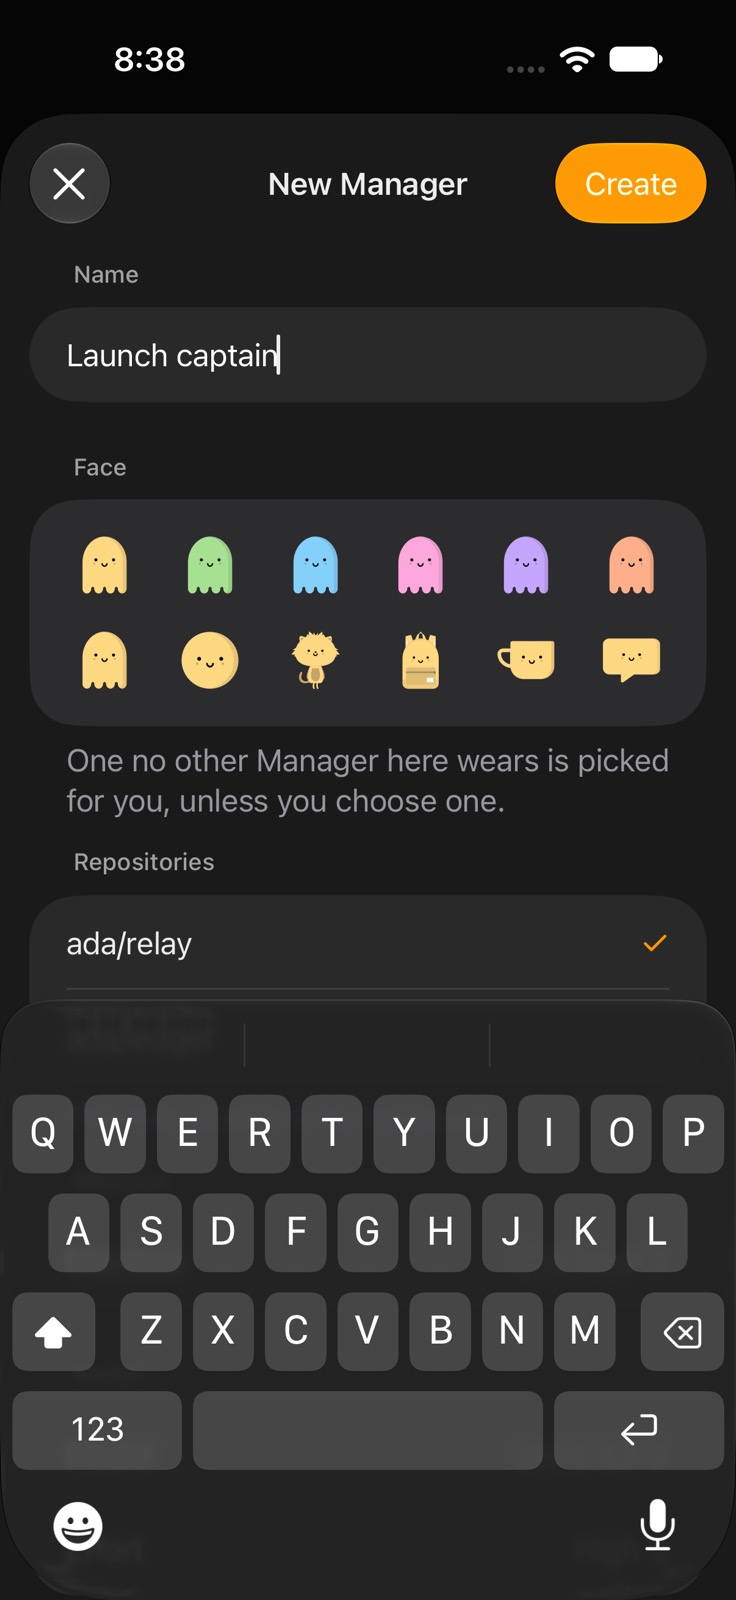 8:38
New Manager
Create
Name
Launch captain
Face
One no other Manager here wears is picked
for you, unless you choose one.
Repositories
ada/relay
Q W E R T Y U I O P
A S D F G H J K L
Z X C V B N M
123